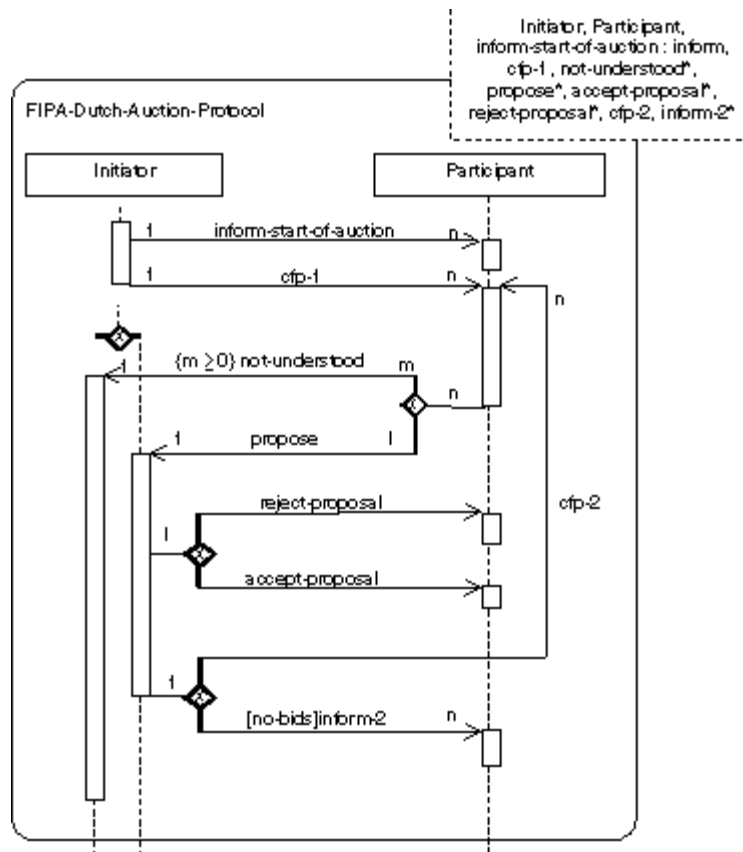 Initiator, Participant,
inform-start-of-auction : inform,
cfp-1, not-understood*,
propose*, accept-proposal*,
reject-proposal*, cfp-2, inform-2*
FIPA-Dutch-Auction-Protocol
Initiator
Participant
1 inform-start-of-auction n
1 cfp-1 n
n
x
1 {m ≥0} not-understood m
n
1 propose l
reject-proposal
cfp-2
l
x
accept-proposal
1
x
[no-bids]inform-2 n